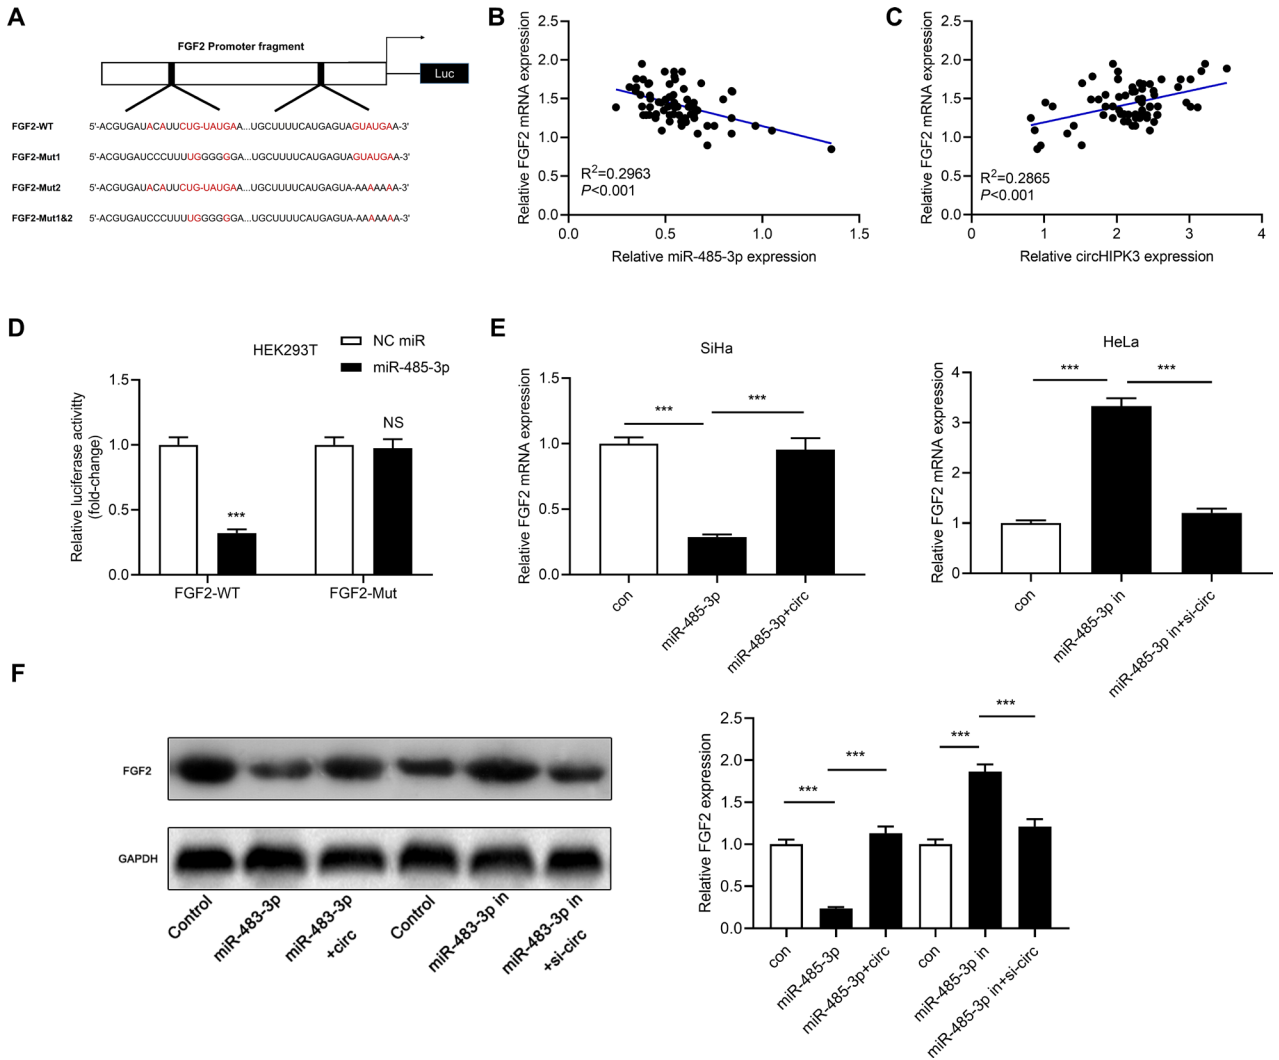 A
FGF2 Promoter fragment
Luc
FGF2-WT 5'-ACGUGAUACAUUCUG-UAUGAA...UGCUUUUCAUGAGUAGUAUGAA-3'
FGF2-Mut1 5'-ACGUGAUCCCUUUUGGGGGGA...UGCUUUUCAUGAGUAGUAUGAA-3'
FGF2-Mut2 5'-ACGUGAUACAUUCUG-UAUGAA...UGCUUUUCAUGAGUA-AAAAAAA-3'
FGF2-Mut1&2 5'-ACGUGAUCCCUUUUGGGGGGA...UGCUUUUCAUGAGUA-AAAAAAA-3'
B
Relative FGF2 mRNA expression
2.5
2.0
1.5
1.0
0.5
0.0
R2=0.2963
P<0.001
0.0 0.5 1.0 1.5
Relative miR-485-3p expression
C
Relative FGF2 mRNA expression
2.5
2.0
1.5
1.0
0.5
0.0
R2=0.2865
P<0.001
0 1 2 3 4
Relative circHIPK3 expression
D
HEK293T
NC miR
miR-485-3p
Relative luciferase activitty
(fold-change)
1.5
1.0
0.5
0.0
***
NS
FGF2-WT FGF2-Mut
E
SiHa
Relative FGF2 mRNA expression
1.5
1.0
0.5
0.0
*** ***
con
miR-485-3p
miR-485-3p+circ
HeLa
Relative FGF2 mRNA expression
4
3
2
1
0
*** ***
con
miR-485-3p in
miR-485-3p in+si-circ
F
FGF2
GAPDH
Control
miR-483-3p
miR-483-3p
+circ
Control
miR-483-3p in
miR-483-3p in
+si-circ
Relative FGF2 expression
2.5
2.0
1.5
1.0
0.5
0.0
*** *** *** ***
con
miR-485-3p
miR-485-3p+circ
con
miR-485-3p in
miR-485-3p in+si-circ